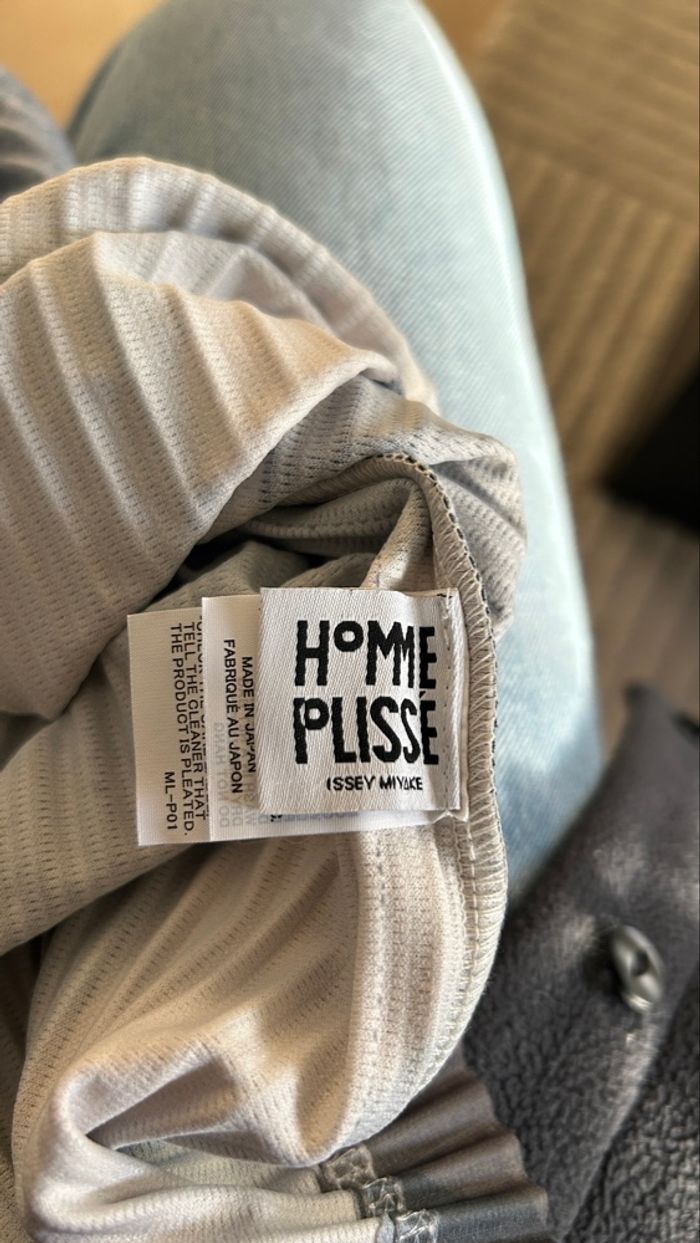 HOMME
PLISSÉ
ISSEY MIYAKE
MADE IN JAPAN
FABRIQUÉ AU JAPON
TELL THE CLEANER THAT
THE PRODUCT IS PLEATED.
ML-P01